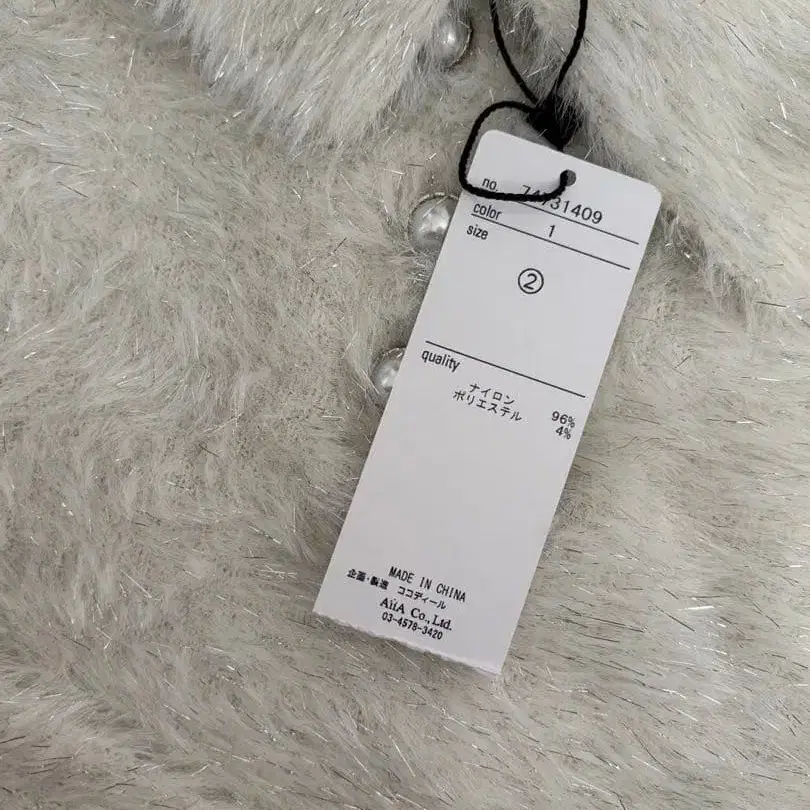 no. 74731409
color 1
size
②
quality
ナイロン 96%
ポリエステル 4%
MADE IN CHINA
企画・製造 ココディール
AiiA Co., Ltd.
03-4578-3420